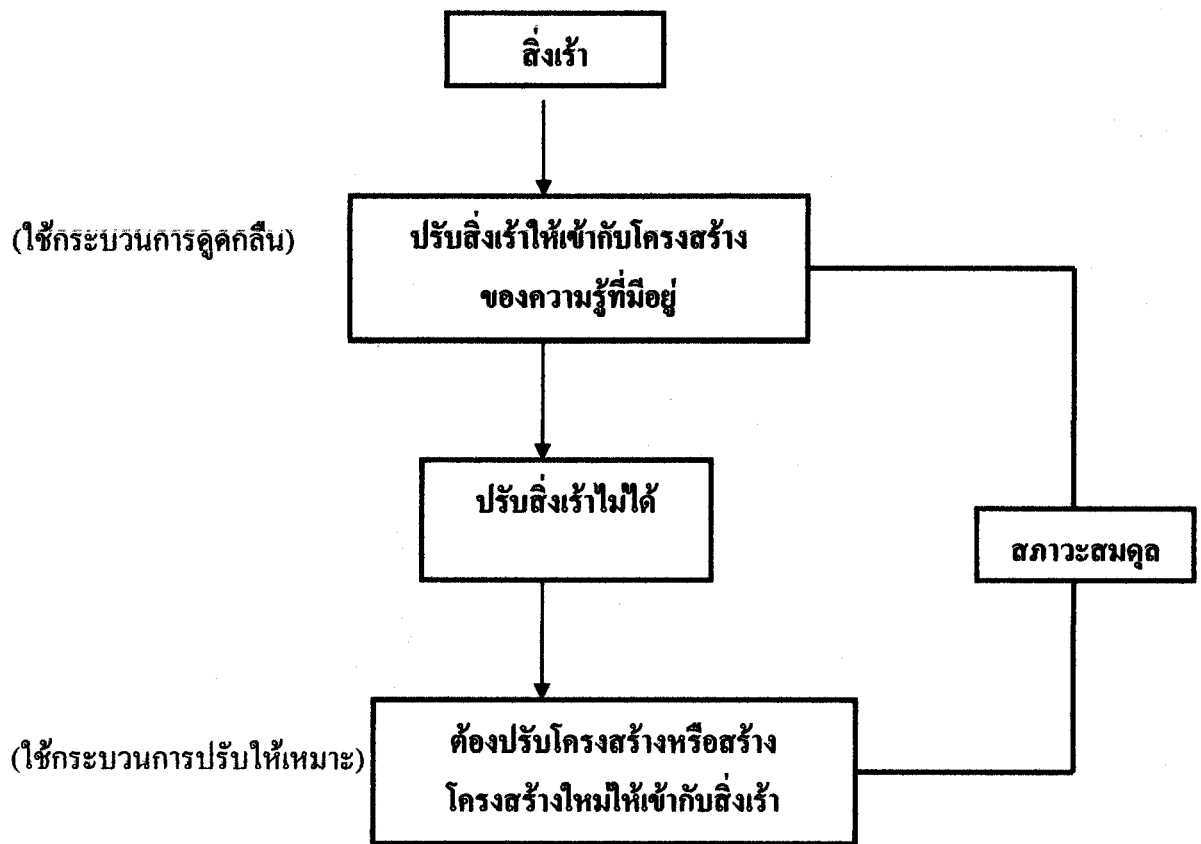 สิ่งเร้า
(ใช้กระบวนการดูดกลืน)
ปรับสิ่งเร้าให้เข้ากับโครงสร้าง
ของความรู้ที่มีอยู่
ปรับสิ่งเร้าไม่ได้
สภาวะสมดุล
(ใช้กระบวนการปรับให้เหมาะ)
ต้องปรับโครงสร้างหรือสร้าง
โครงสร้างใหม่ให้เข้ากับสิ่งเร้า